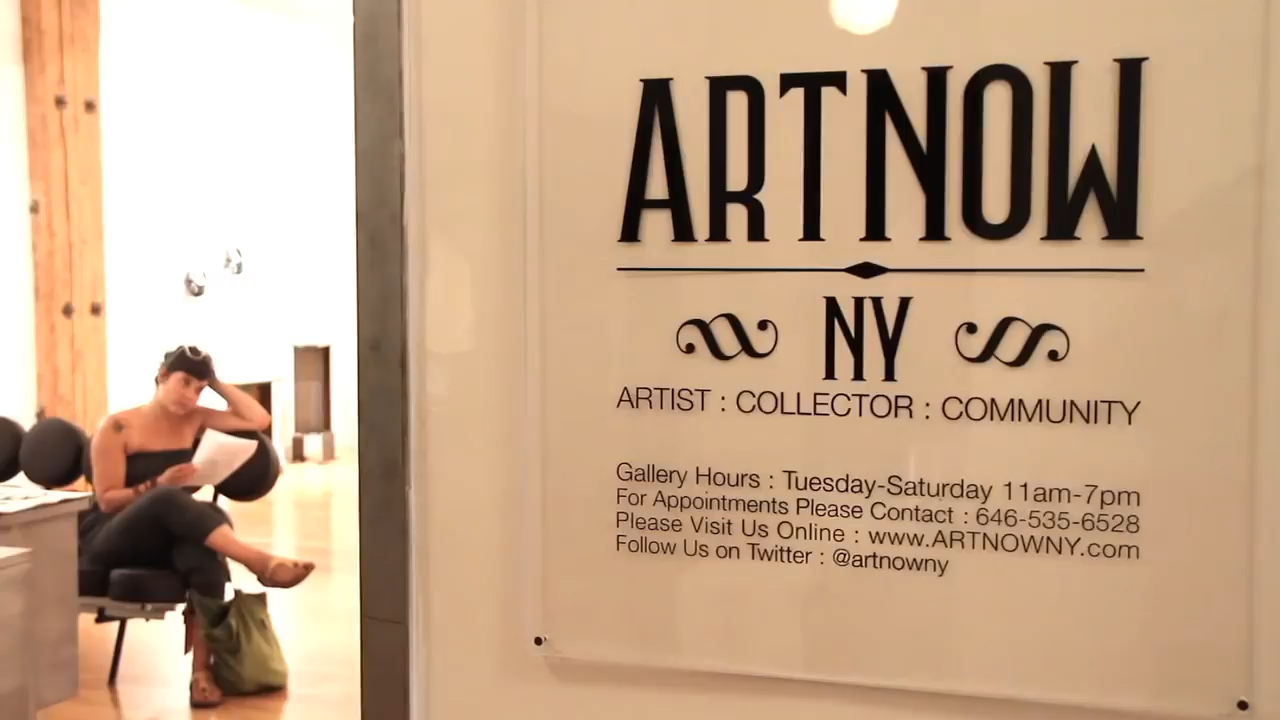 ARTNOW
NY
ARTIST : COLLECTOR : COMMUNITY
Gallery Hours : Tuesday-Saturday 11am-7pm
For Appointments Please Contact : 646-535-6528
Please Visit Us Online : www.ARTNOWNY.com
Follow Us on Twitter : @artnowny